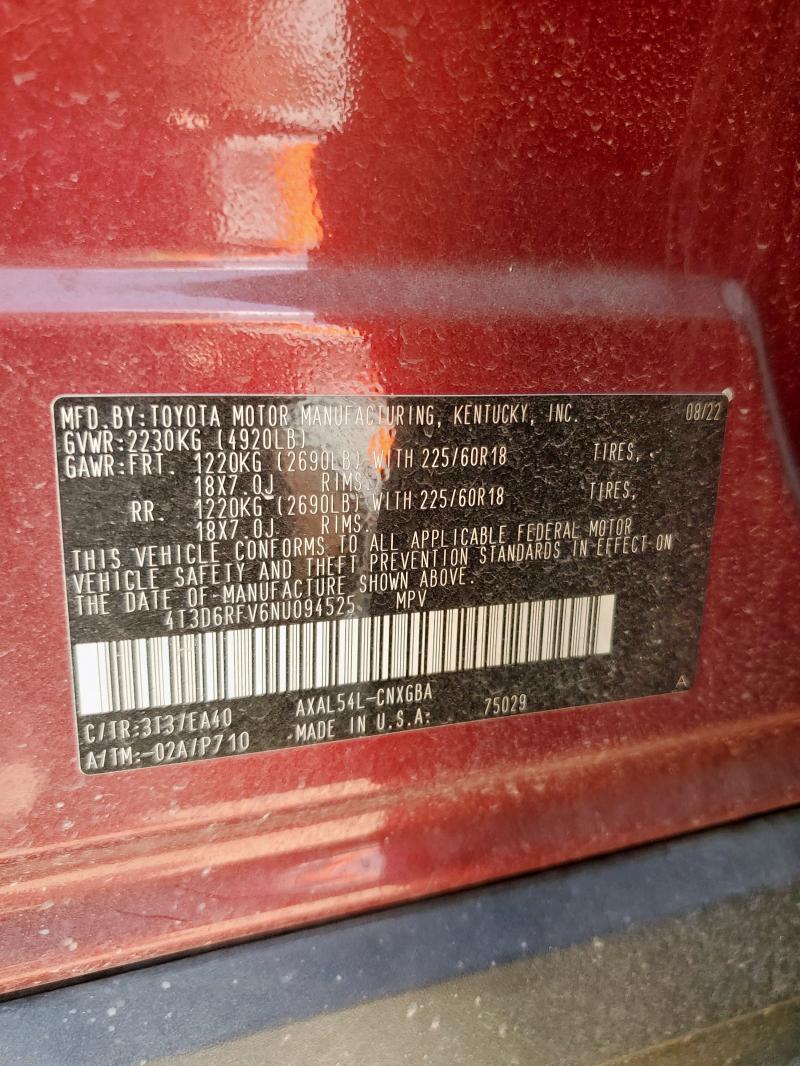 MFD.BY:TOYOTA MOTOR MANUFACTURING, KENTUCKY, INC. 08/22
GVWR:2230KG (4920LB)
GAWR:FRT. 1220KG (2690LB) WITH 225/60R18 TIRES,
18X7.0J RIMS,
RR. 1220KG (2690LB) WITH 225/60R18 TIRES,
18X7.0J RIMS,
THIS VEHICLE CONFORMS TO ALL APPLICABLE FEDERAL MOTOR
VEHICLE SAFETY AND THEFT PREVENTION STANDARDS IN EFFECT ON
THE DATE OF MANUFACTURE SHOWN ABOVE.
4T3D6RFV6NU094525 MPV
C/TR:3T3/EA40 AXAL54L-CNXGBA A
A/TM:-02A/P710 MADE IN U.S.A: 75029